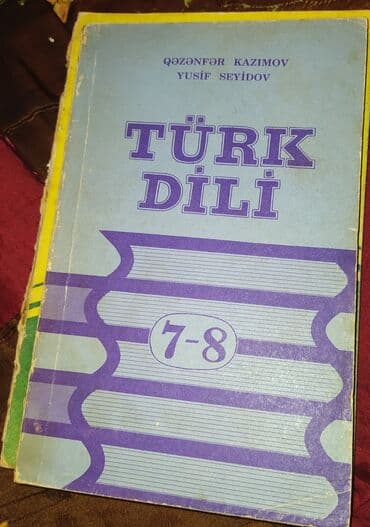 QƏZƏNFƏR KAZIMOV
YUSİF SEYİDOV
TÜRK
DİLİ
7-8